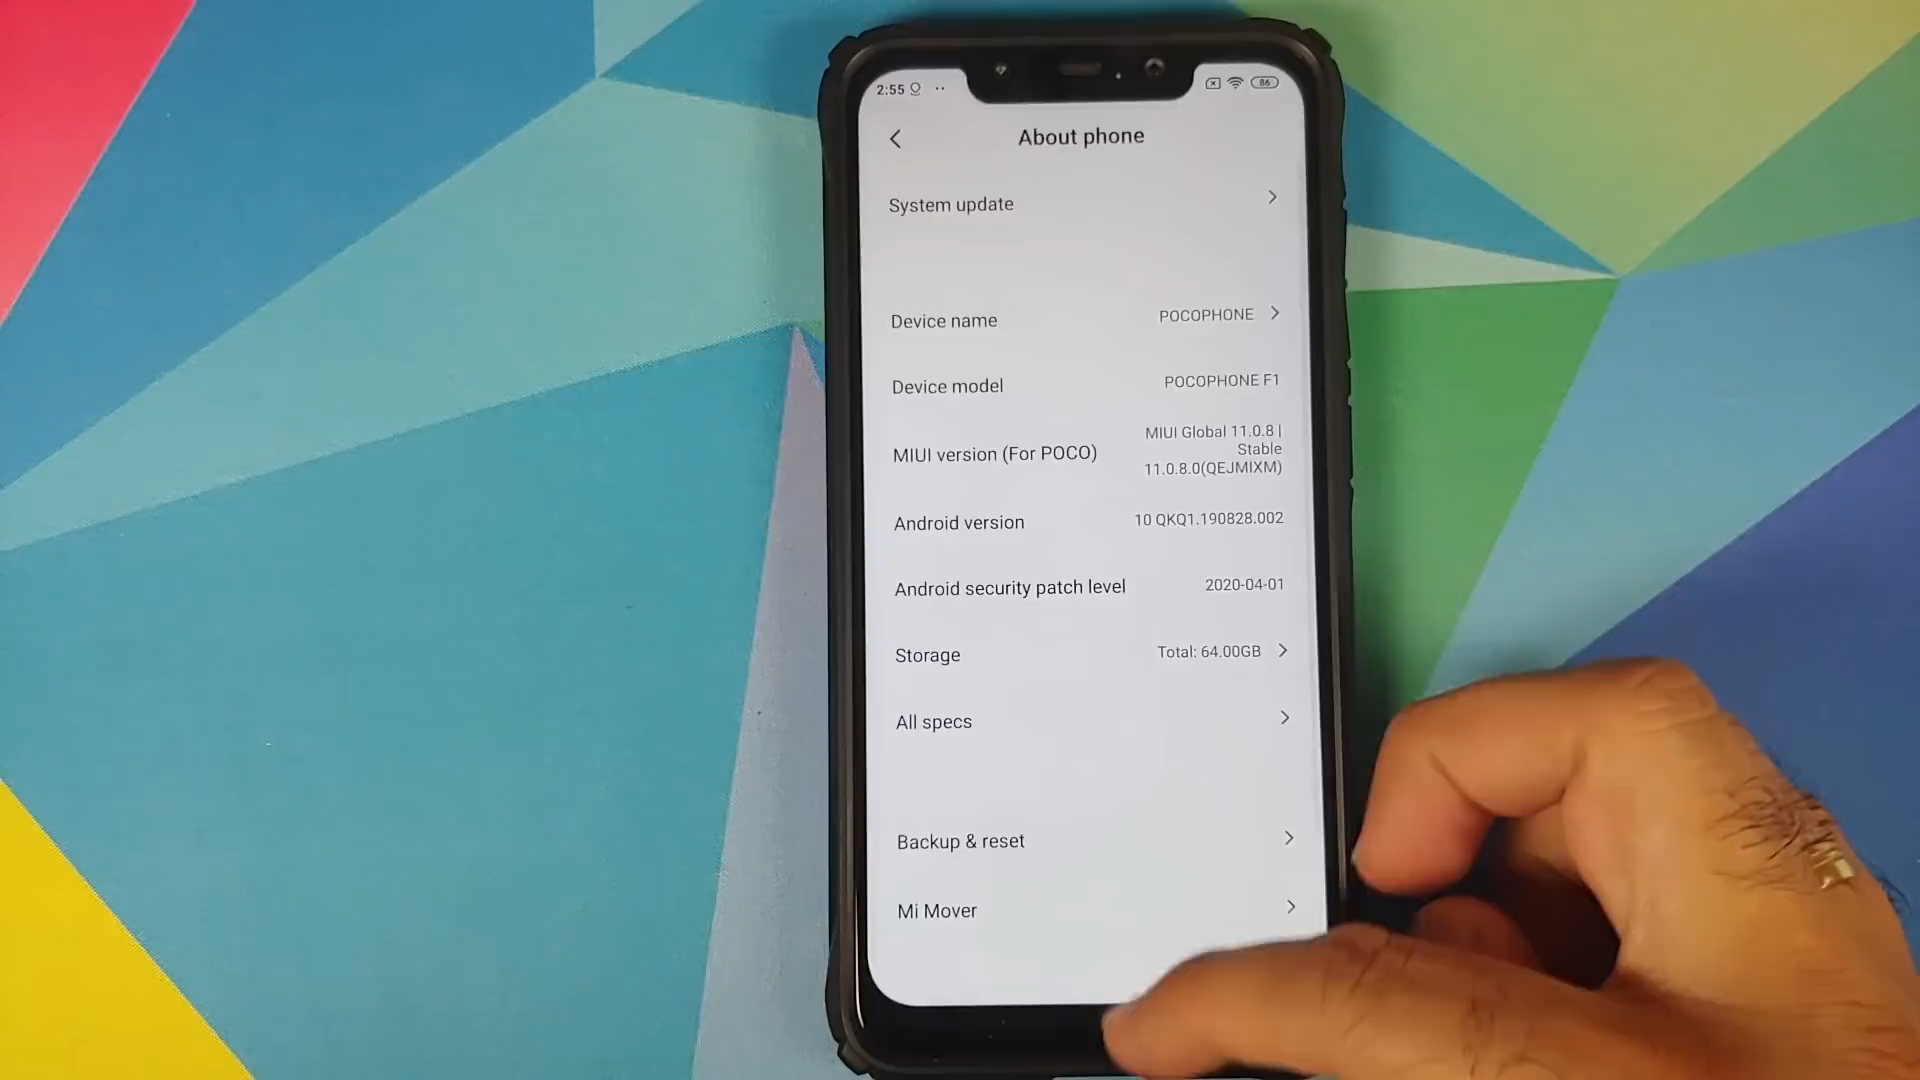 2:55
86
About phone
System update
Device name POCOPHONE
Device model POCOPHONE F1
MIUI version (For POCO) MIUI Global 11.0.8 |
Stable
11.0.8.0(QEJMIXM)
Android version 10 QKQ1.190828.002
Android security patch level 2020-04-01
Storage Total: 64.00GB
All specs
Backup & reset
Mi Mover